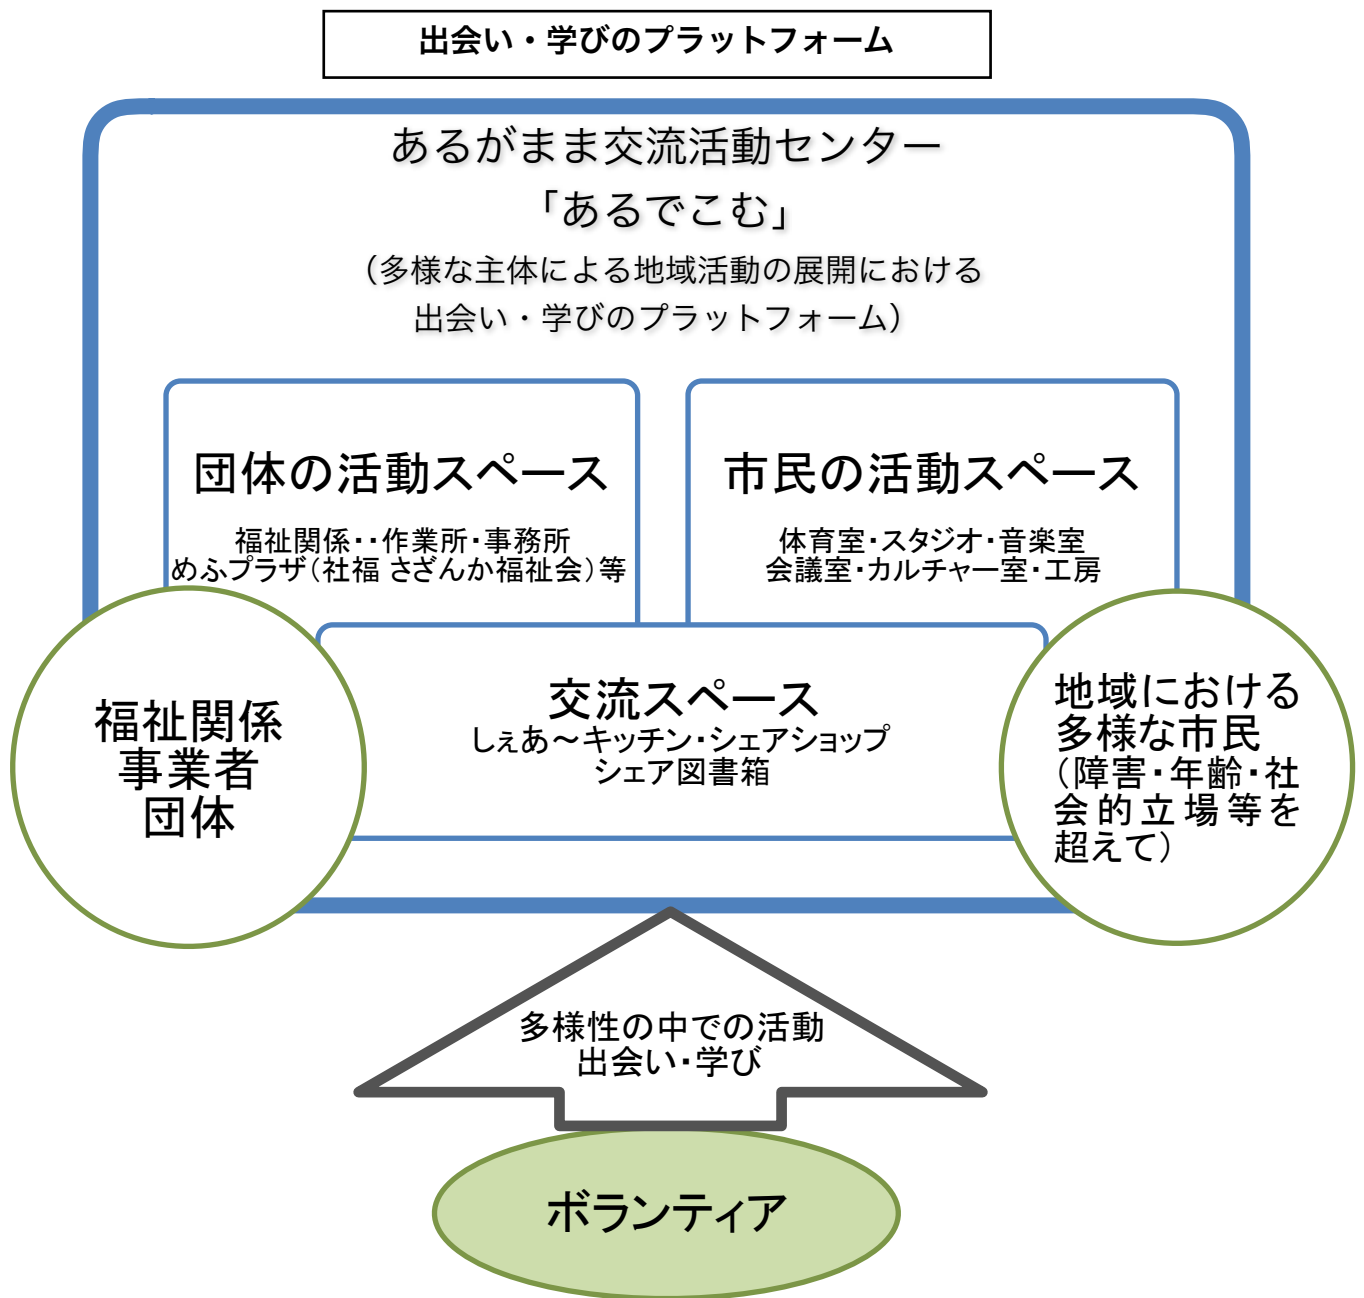 出会い・学びのプラットフォーム
あるがまま交流活動センター
「あるでこむ」
（多様な主体による地域活動の展開における
出会い・学びのプラットフォーム）
団体の活動スペース
福祉関係・・作業所・事務所
めふプラザ（社福 さざんか福祉会）等
市民の活動スペース
体育室・スタジオ・音楽室
会議室・カルチャー室・工房
福祉関係
事業者
団体
交流スペース
しぇあ～キッチン・シェアショップ
シェア図書箱
地域における
多様な市民
（障害・年齢・社
会的立場等を
超えて）
多様性の中での活動
出会い・学び
ボランティア